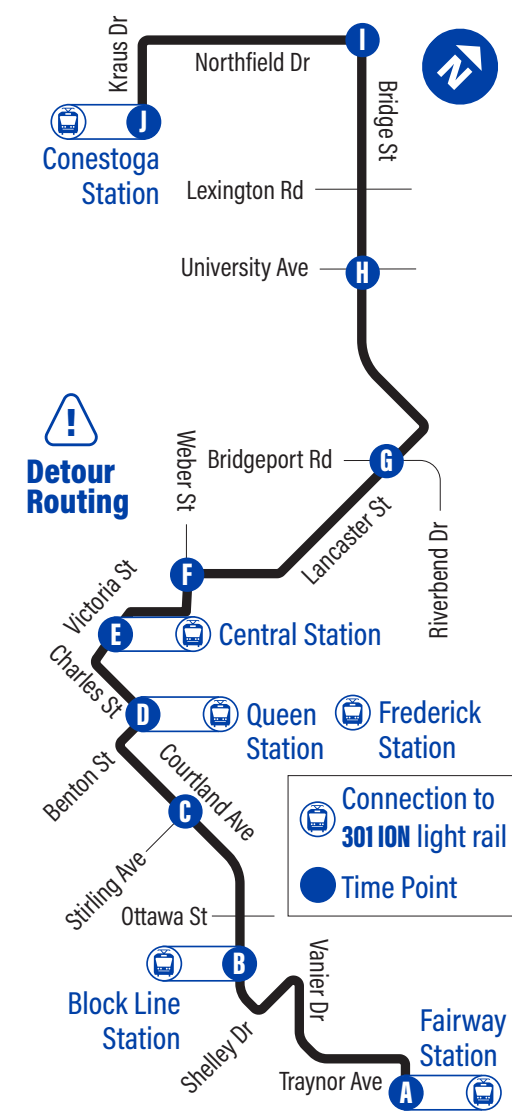 Kraus Dr
Northfield Dr
I
N
J
Bridge St
Conestoga
Station
Lexington Rd
University Ave
H
!
Detour
Routing
Weber St
Bridgeport Rd
G
Lancaster St
Riverbend Dr
F
Victoria St
E
Central Station
Charles St
D
Queen
Station
Frederick
Station
Benton St
Courtland Ave
C
Stirling Ave
Connection to
301 ION light rail
Time Point
Ottawa St
B
Block Line
Station
Shelley Dr
Vanier Dr
Fairway
Station
Traynor Ave
A